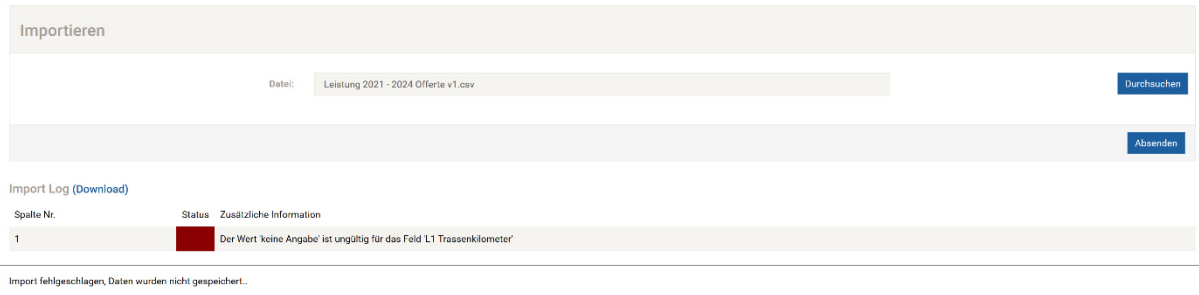 Importieren
Datei: Leistung 2021 - 2024 Offerte v1.csv Durchsuchen
Absenden
Import Log (Download)
Spalte Nr. Status Zusätzliche Information
1 Der Wert 'keine Angabe' ist ungültig für das Feld 'L1 Trassenkilometer'
Import fehlgeschlagen, Daten wurden nicht gespeichert..